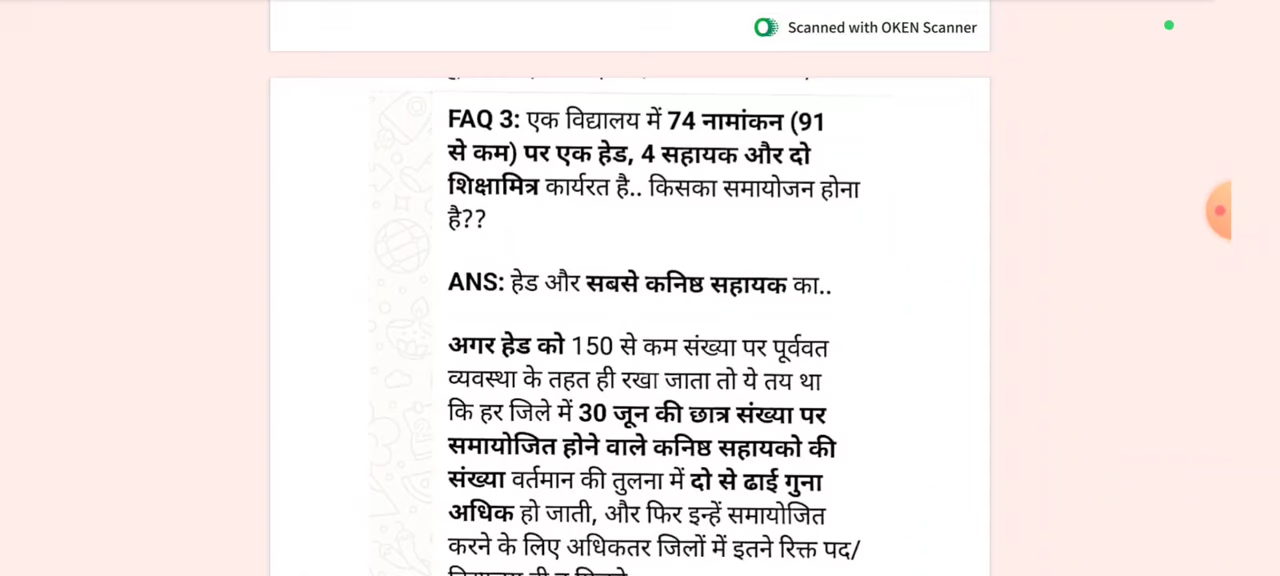 Scanned with OKEN Scanner
FAQ 3: एक विद्यालय में 74 नामांकन (91
से कम) पर एक हेड, 4 सहायक और दो
शिक्षामित्र कार्यरत है.. किसका समायोजन होना
है??
ANS: हेड और सबसे कनिष्ठ सहायक का..
अगर हेड को 150 से कम संख्या पर पूर्ववत
व्यवस्था के तहत ही रखा जाता तो ये तय था
कि हर जिले में 30 जून की छात्र संख्या पर
समायोजित होने वाले कनिष्ठ सहायको की
संख्या वर्तमान की तुलना में दो से ढाई गुना
अधिक हो जाती, और फिर इन्हें समायोजित
करने के लिए अधिकतर जिलों में इतने रिक्त पद/